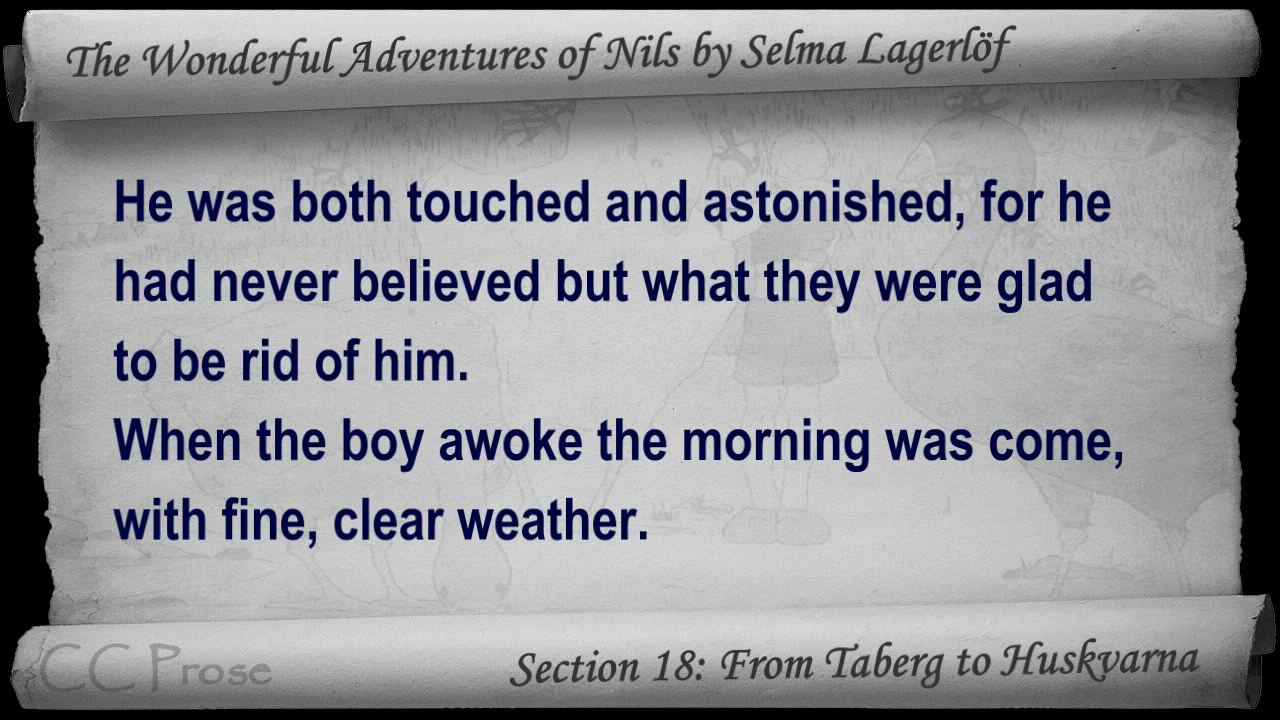 The Wonderful Adventures of Nils by Selma Lagerlöf
He was both touched and astonished, for he
had never believed but what they were glad
to be rid of him.
When the boy awoke the morning was come,
with fine, clear weather.
CC Prose
Section 18: From Taberg to Huskvarna